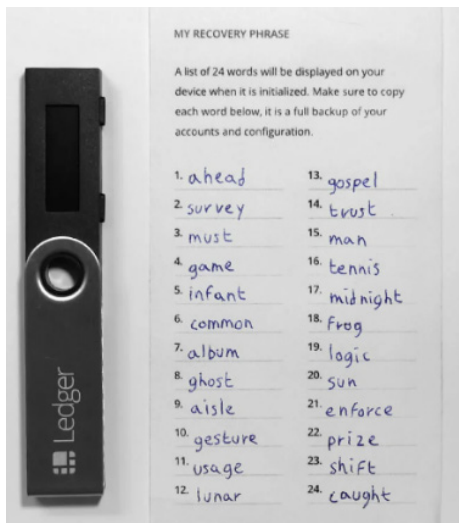 MY RECOVERY PHRASE
A list of 24 words will be displayed on your
device when it is initialized. Make sure to copy
each word below, it is a full backup of your
accounts and configuration.
1. ahead
2. survey
3. must
4. game
5. infant
6. common
7. album
8. ghost
9. aisle
10. gesture
11. usage
12. lunar
13. gospel
14. trust
15. man
16. tennis
17. midnight
18. frog
19. logic
20. sun
21. enforce
22. prize
23. shift
24. caught
Ledger